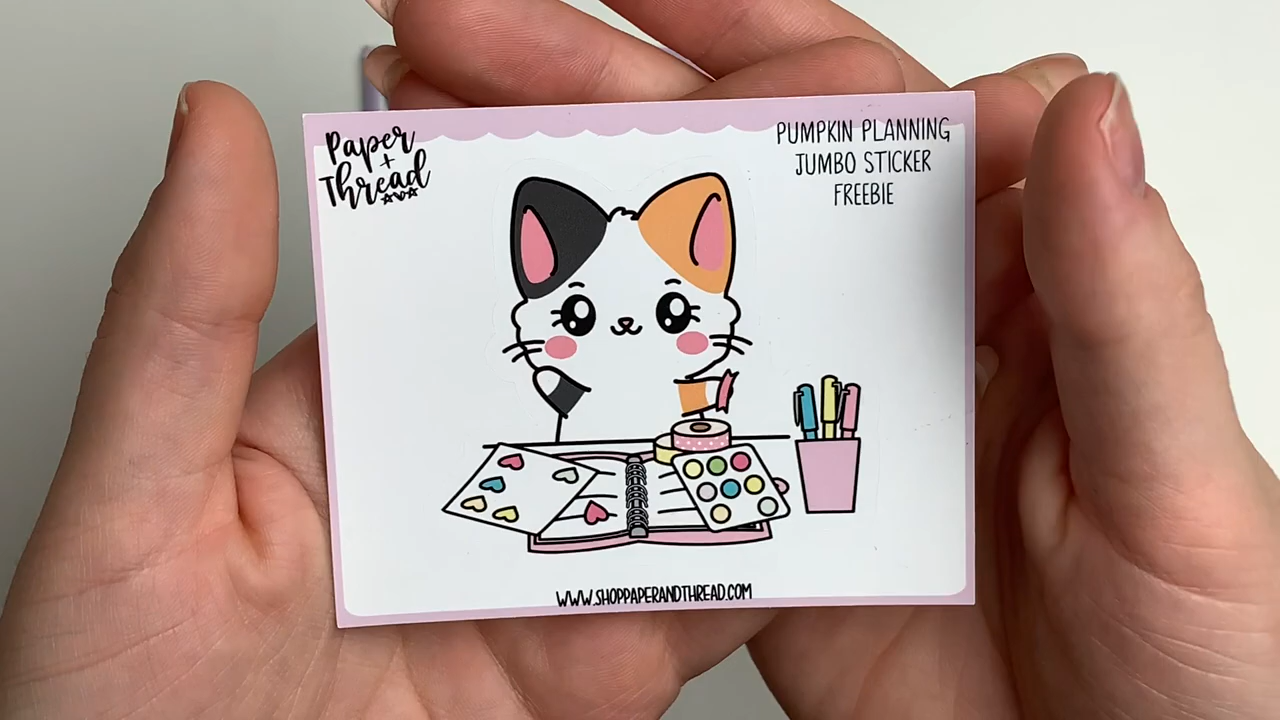 Paper
+
Thread
PUMPKIN PLANNING
JUMBO STICKER
FREEBIE
WWW.SHOPPAPERANDTHREAD.COM